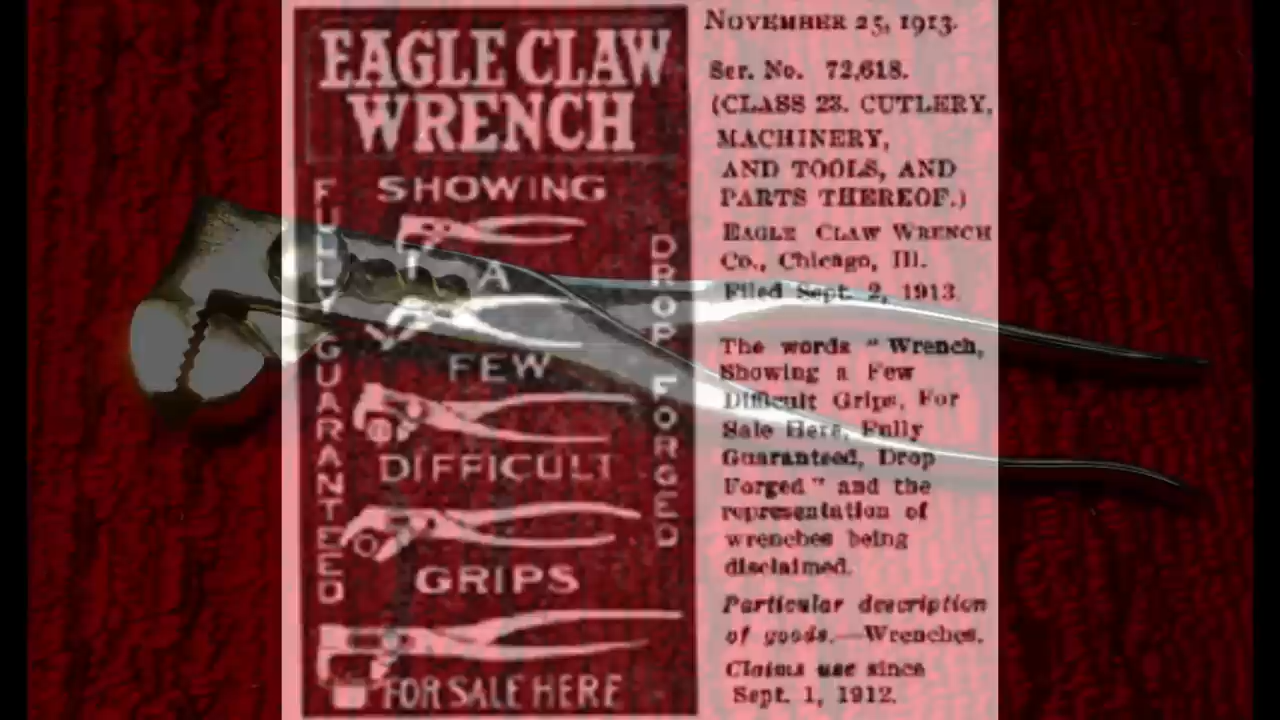 EAGLE CLAW
WRENCH
SHOWING
A
FEW
DIFFICULT
GRIPS
FOR SALE HERE
FULLY GUARANTEED
DROP FORGED
NOVEMBER 25, 1913.
Ser. No. 72,618.
(CLASS 23. CUTLERY,
MACHINERY,
AND TOOLS, AND
PARTS THEREOF.)
EAGLE CLAW WRENCH
Co., Chicago, Ill.
Filed Sept. 2, 1913.
The words "Wrench,
Showing a Few
Difficult Grips, For
Sale Here, Fully
Guaranteed, Drop
Forged" and the
representation of
wrenches being
disclaimed.
Particular description
of goods.—Wrenches.
Claims use since
Sept. 1, 1912.